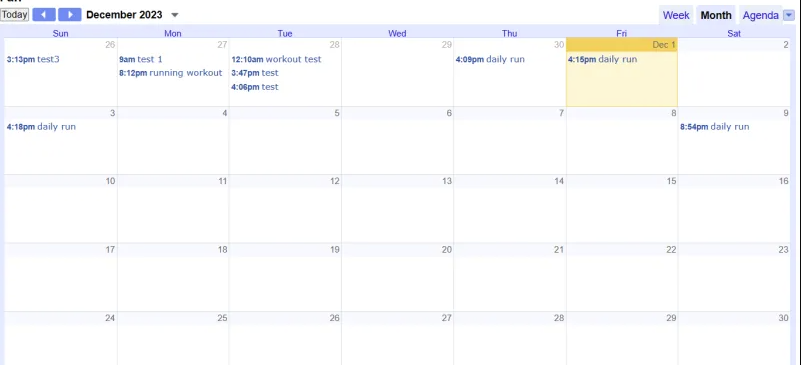 Today December 2023 Week Month Agenda
Sun Mon Tue Wed Thu Fri Sat
26 27 28 29 30 Dec 1 2
3:13pm test3 9am test 1 12:10am workout test 4:09pm daily run 4:15pm daily run
8:12pm running workout 3:47pm test
4:06pm test
3 4 5 6 7 8 9
4:18pm daily run 8:54pm daily run
10 11 12 13 14 15 16
17 18 19 20 21 22 23
24 25 26 27 28 29 30